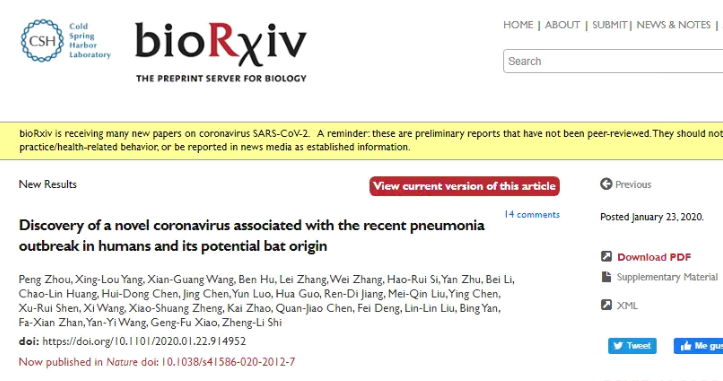 CSH Cold
Spring
Harbor
Laboratory
bioRxiv
THE PREPRINT SERVER FOR BIOLOGY
HOME | ABOUT | SUBMIT | NEWS & NOTES |
Search
bioRxiv is receiving many new papers on coronavirus SARS-CoV-2. A reminder: these are preliminary reports that have not been peer-reviewed. They should not
practice/health-related behavior, or be reported in news media as established information.
New Results
View current version of this article
Previous
14 comments
Posted January 23, 2020.
Discovery of a novel coronavirus associated with the recent pneumonia
outbreak in humans and its potential bat origin
Download PDF
Supplementary Material
XML
Peng Zhou, Xing-Lou Yang, Xian-Guang Wang, Ben Hu, Lei Zhang, Wei Zhang, Hao-Rui Si, Yan Zhu, Bei Li,
Chao-Lin Huang, Hui-Dong Chen, Jing Chen, Yun Luo, Hua Guo, Ren-Di Jiang, Mei-Qin Liu, Ying Chen,
Xu-Rui Shen, Xi Wang, Xiao-Shuang Zheng, Kai Zhao, Quan-Jiao Chen, Fei Deng, Lin-Lin Liu, Bing Yan,
Fa-Xian Zhan, Yan-Yi Wang, Geng-Fu Xiao, Zheng-Li Shi
doi: https://doi.org/10.1101/2020.01.22.914952
Now published in Nature doi: 10.1038/s41586-020-2012-7
Tweet
Me gus